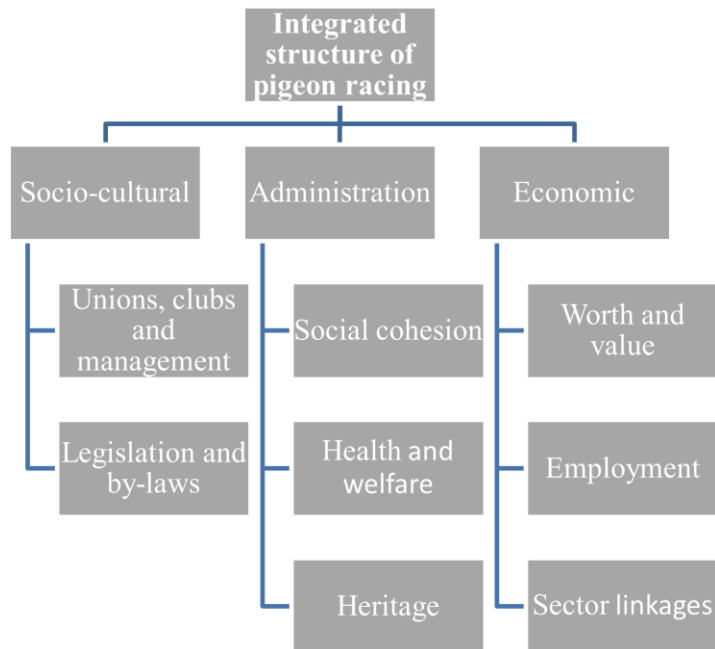 Integrated
structure of
pigeon racing
Socio-cultural
Administration
Economic
Unions, clubs
and
management
Legislation and
by-laws
Social cohesion
Health and
welfare
Heritage
Worth and
value
Employment
Sector linkages